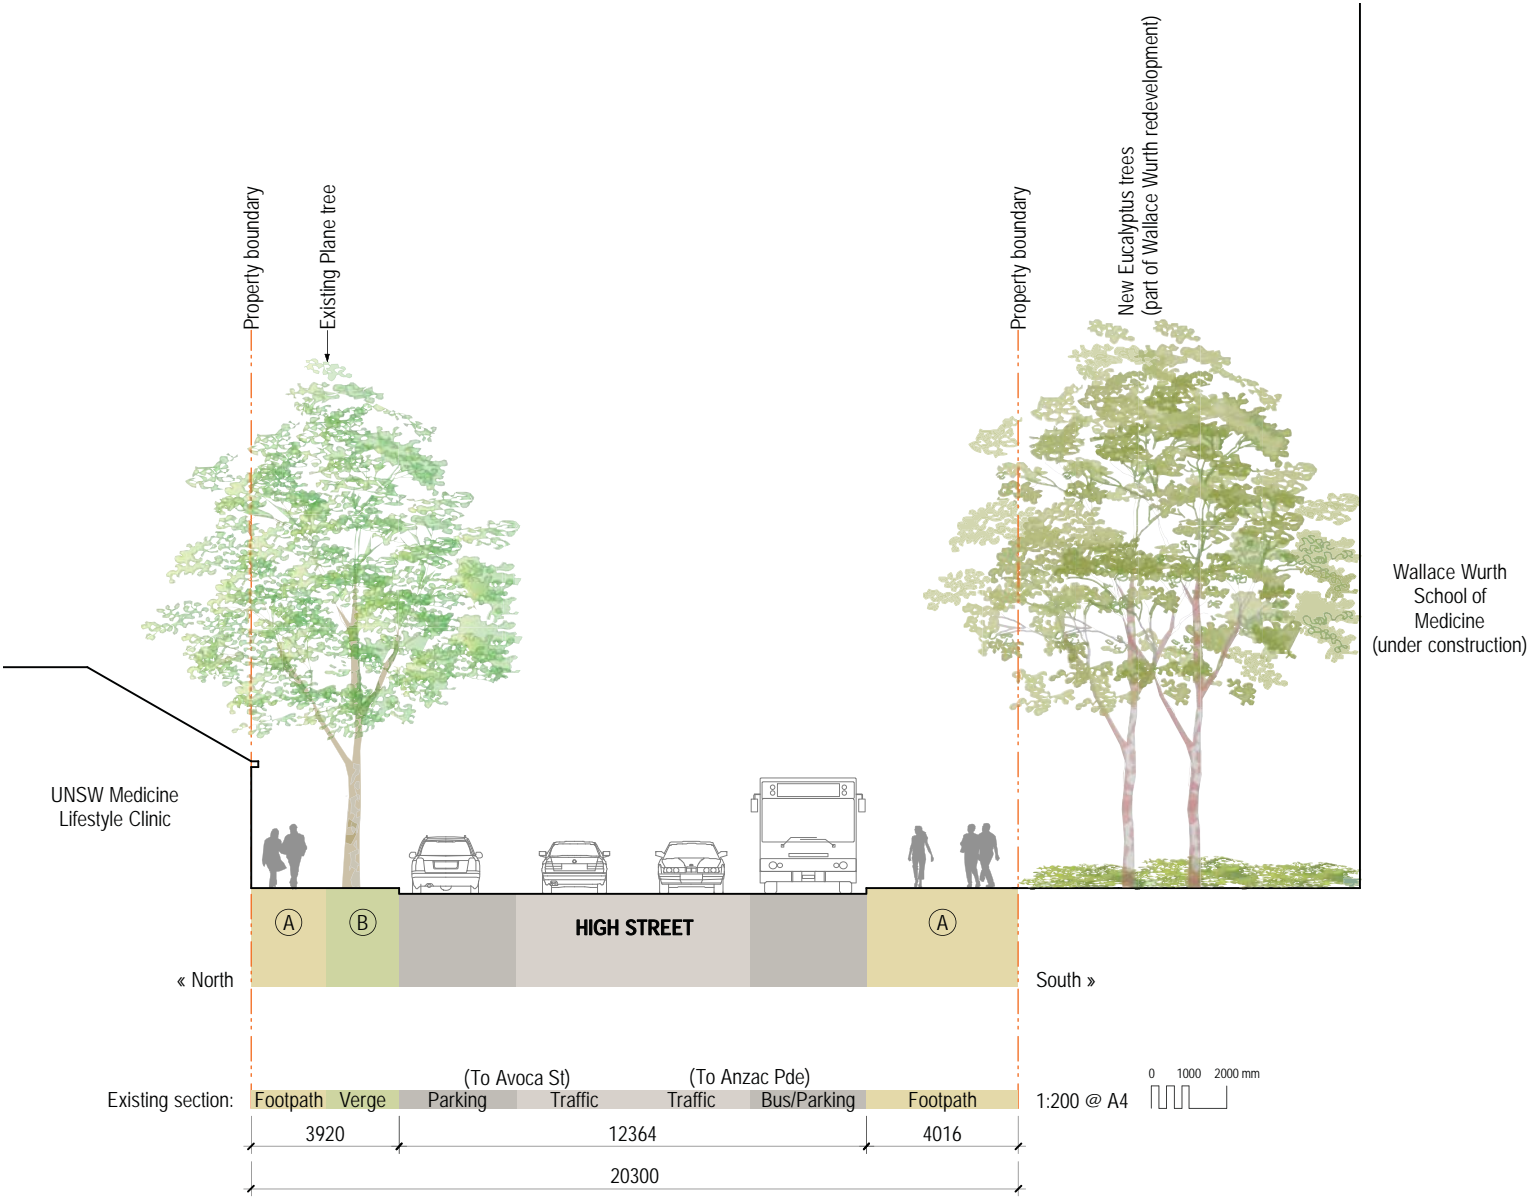 Property boundary
Existing Plane tree
Property boundary
New Eucalyptus trees
(part of Wallace Wurth redevelopment)
Wallace Wurth
School of
Medicine
(under construction)
UNSW Medicine
Lifestyle Clinic
A
B
HIGH STREET
A
« North
South »
(To Avoca St)
(To Anzac Pde)
Existing section:
Footpath
Verge
Parking
Traffic
Traffic
Bus/Parking
Footpath
1:200 @ A4
0 1000 2000 mm
3920
12364
4016
20300